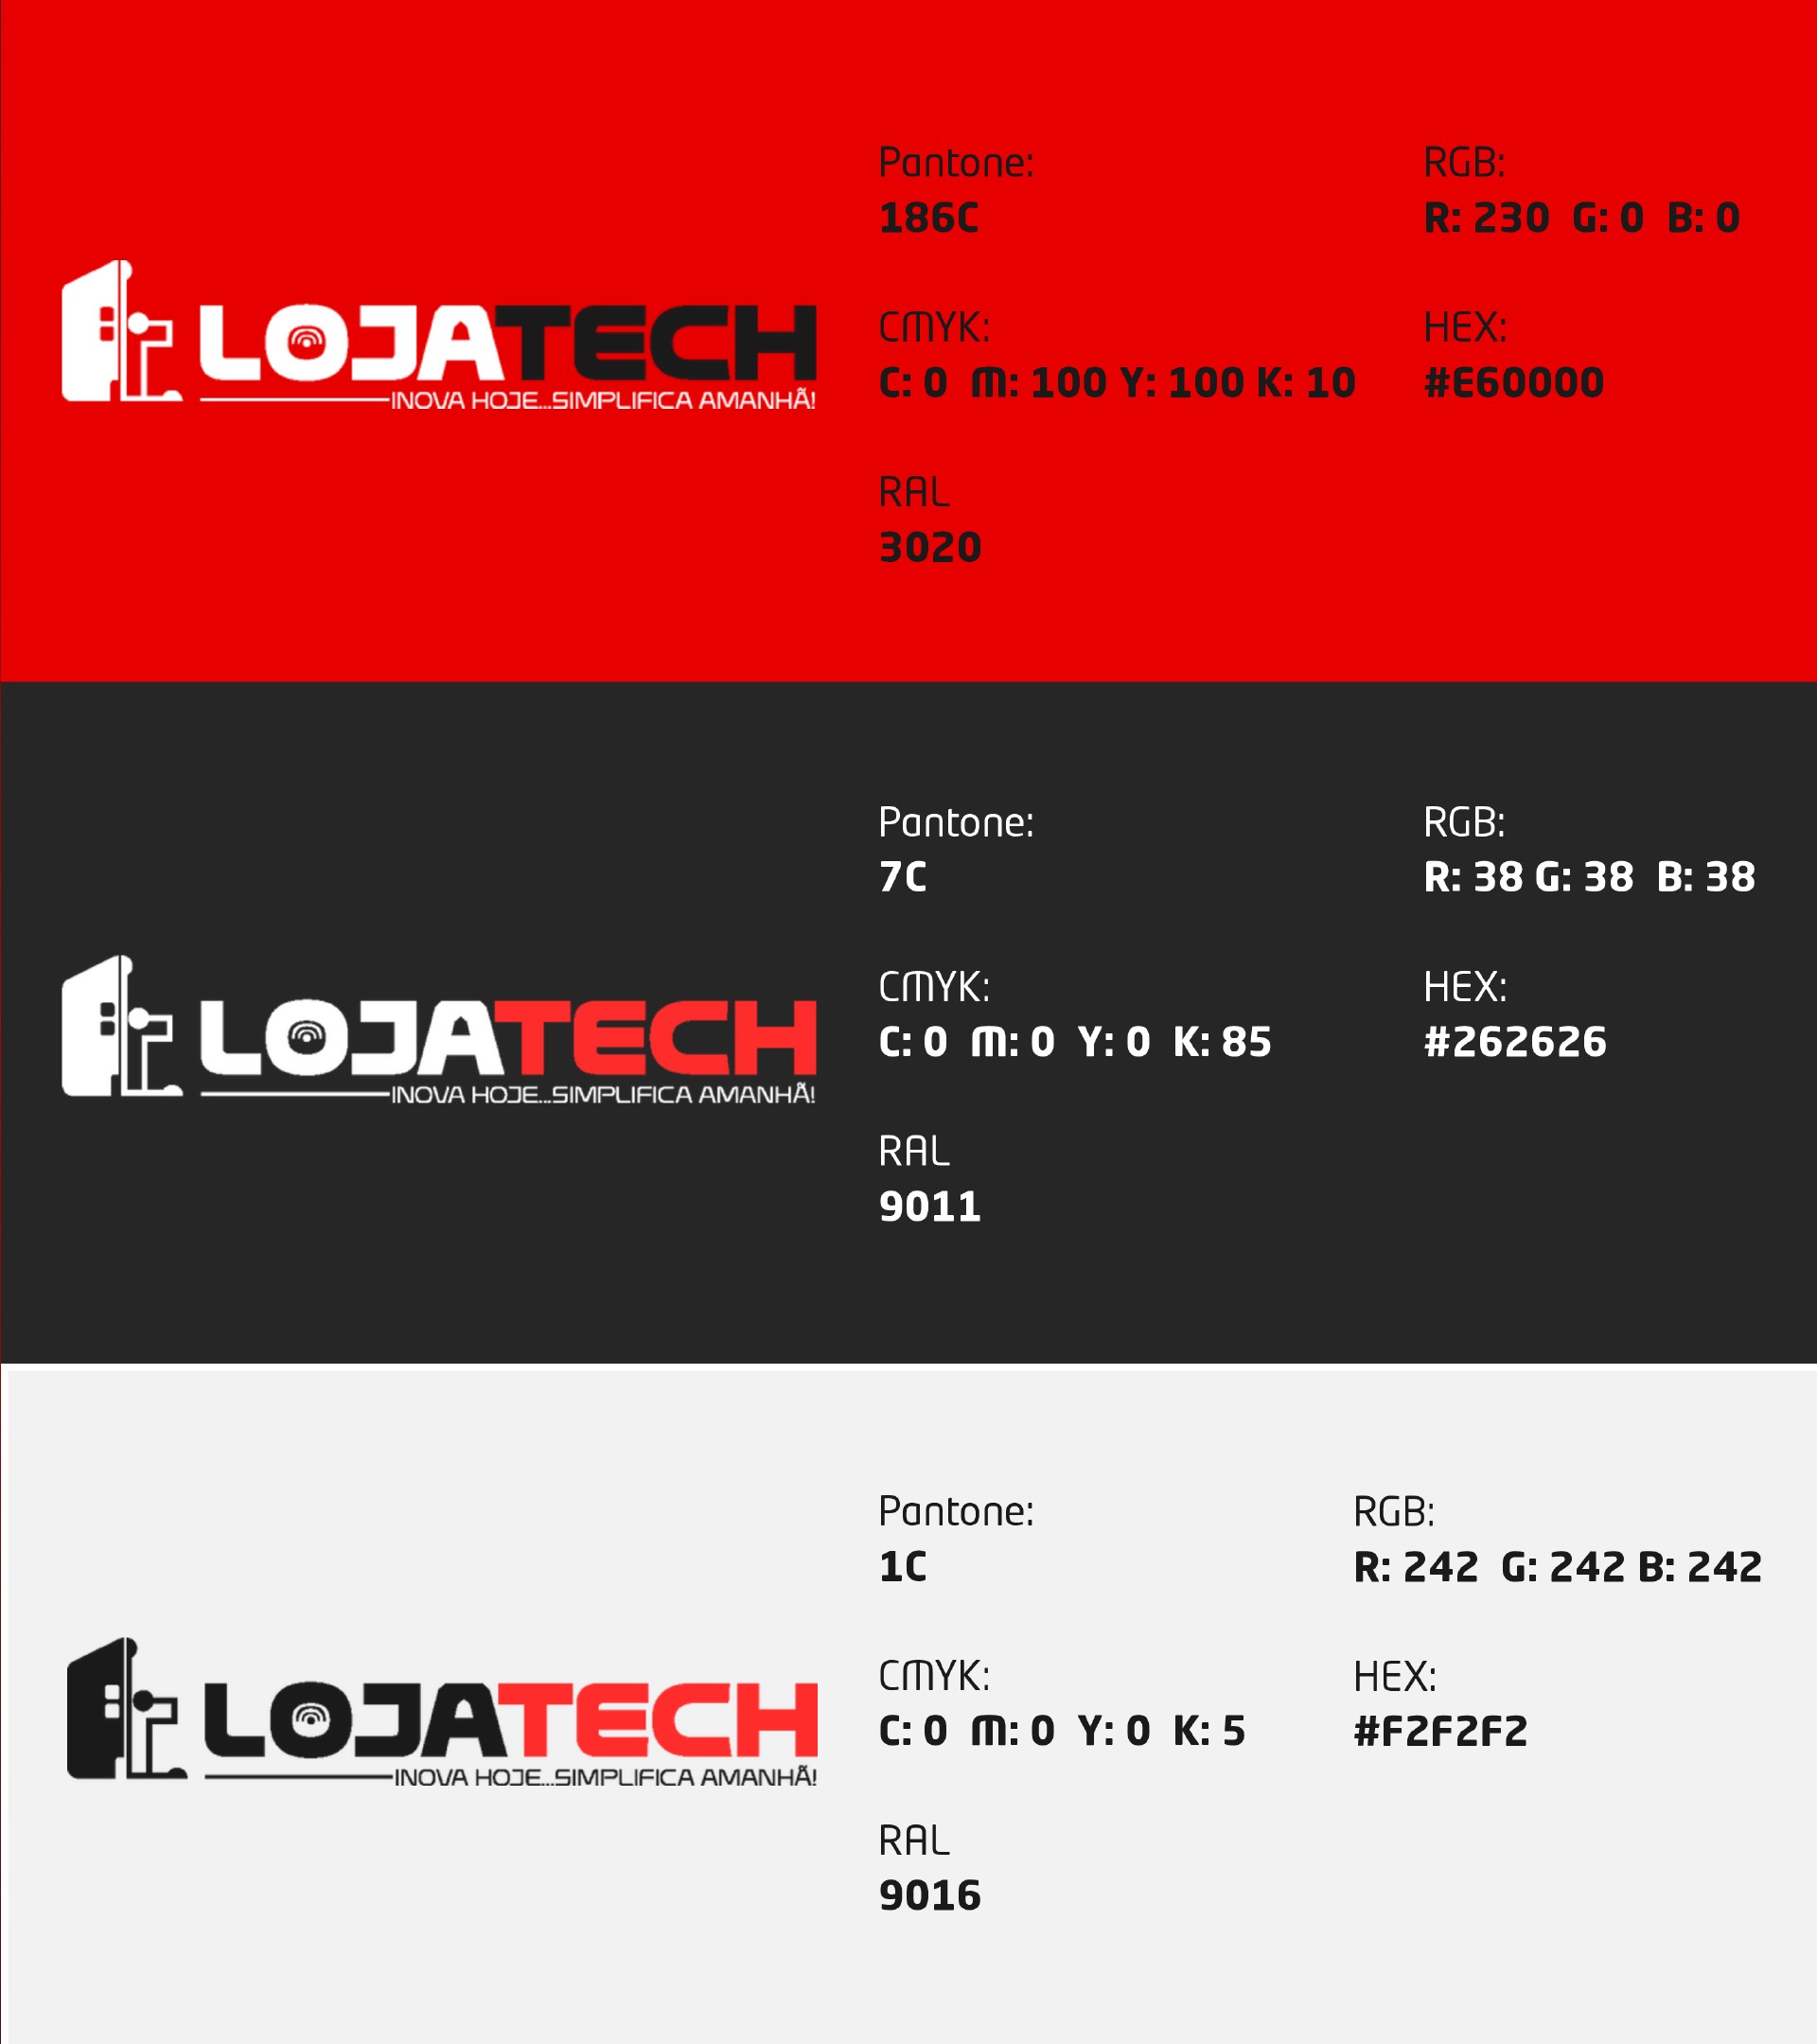 LOJATECH
INOVA HOJE...SIMPLIFICA AMANHÃ!
Pantone:
186C
CMYK:
C: 0 M: 100 Y: 100 K: 10
RAL
3020
RGB:
R: 230 G: 0 B: 0
HEX:
#E60000
LOJATECH
INOVA HOJE...SIMPLIFICA AMANHÃ!
Pantone:
7C
CMYK:
C: 0 M: 0 Y: 0 K: 85
RAL
9011
RGB:
R: 38 G: 38 B: 38
HEX:
#262626
LOJATECH
INOVA HOJE...SIMPLIFICA AMANHÃ!
Pantone:
1C
CMYK:
C: 0 M: 0 Y: 0 K: 5
RAL
9016
RGB:
R: 242 G: 242 B: 242
HEX:
#F2F2F2